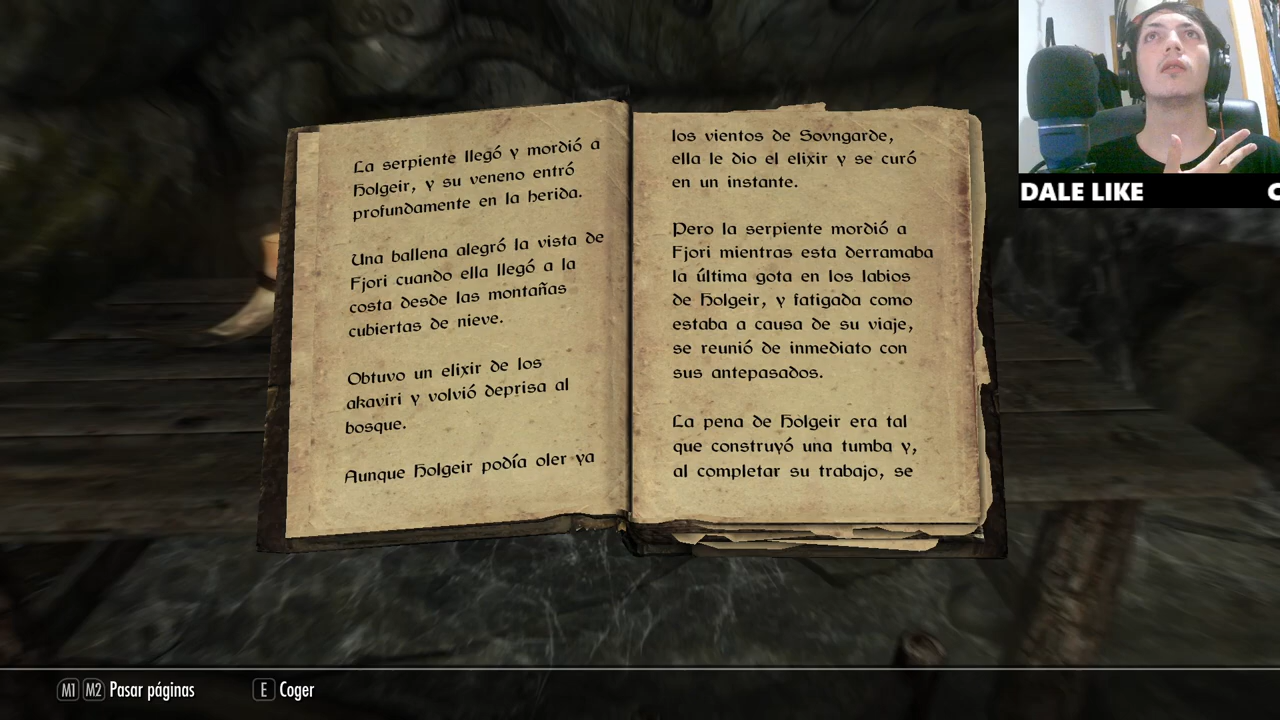 La serpiente llegó y mordió a
Holgeir, y su veneno entró
profundamente en la herida.
Una ballena alegró la vista de
Fjori cuando ella llegó a la
costa desde las montañas
cubiertas de nieve.
Obtuvo un elixir de los
akaviri y volvió deprisa al
bosque.
Aunque Holgeir podía oler ya
los vientos de Sovngarde,
ella le dio el elixir y se curó
en un instante.
Pero la serpiente mordió a
Fjori mientras esta derramaba
la última gota en los labios
de Holgeir, y fatigada como
estaba a causa de su viaje,
se reunió de inmediato con
sus antepasados.
La pena de Holgeir era tal
que construyó una tumba y,
al completar su trabajo, se
DALE LIKE C
M1 M2 Pasar páginas
E Coger